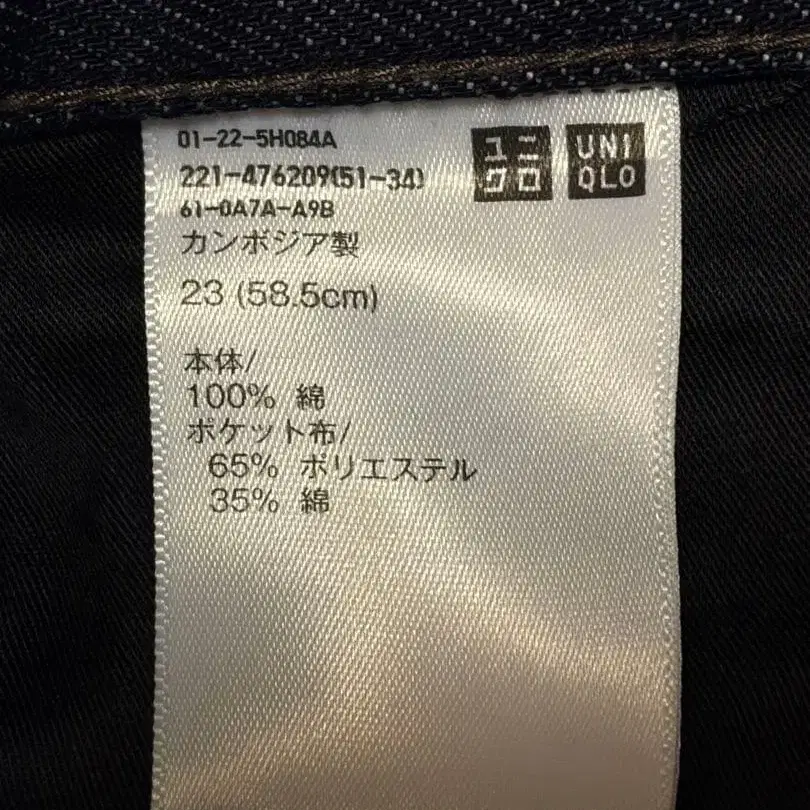 01-22-5H084A
221-476209(51-34)
61-0A7A-A9B
カンボジア製
ユニ
クロ
UNI
QLO
23 (58.5cm)
本体/
100% 綿
ポケット布/
65% ポリエステル
35% 綿